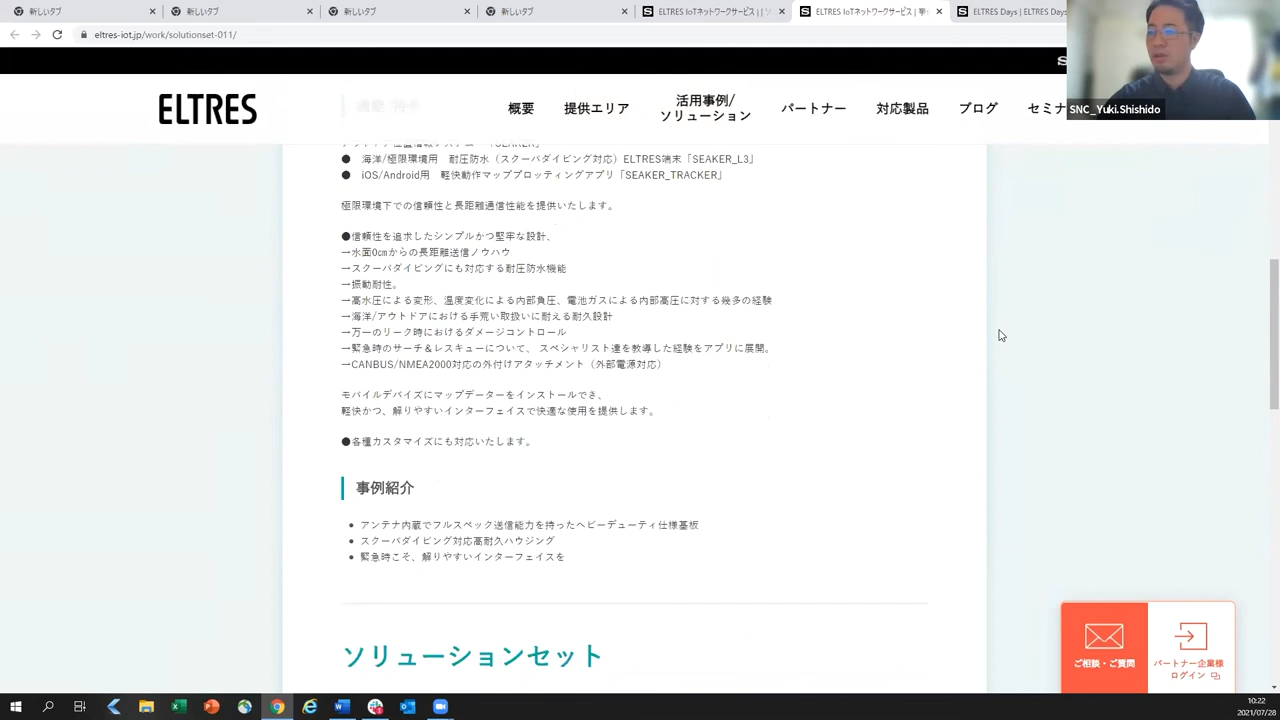 新しいタブ
新しいタブ
新しいタブ
新しいタブ
ELTRES IoTネットワークサービス | | ソ
ELTRES IoTネットワークサービス | 事
ELTRES Days | ELTRES Days
eltres-iot.jp/work/solutionset-011/
ELTRES
概要
提供エリア
活用事例/
ソリューション
パートナー
対応製品
ブログ
セミナ
SNC_Yuki.Shishido
● 海洋/極限環境用 耐圧防水（スクーバダイビング対応）ELTRES端末「SEAKER_L3」
● iOS/Android用 軽快動作マッププロッティングアプリ「SEAKER_TRACKER」
極限環境下での信頼性と長距離通信性能を提供いたします。
●信頼性を追求したシンプルかつ堅牢な設計、
→水面0㎝からの長距離送信ノウハウ
→スクーバダイビングにも対応する耐圧防水機能
→振動耐性。
→高水圧による変形、温度変化による内部負圧、電池ガスによる内部高圧に対する幾多の経験
→海洋/アウトドアにおける手荒い取扱いに耐える耐久設計
→万一のリーク時におけるダメージコントロール
→緊急時のサーチ＆レスキューについて、 スペシャリスト達を教導した経験をアプリに展開。
→CANBUS/NMEA2000対応の外付けアタッチメント（外部電源対応）
モバイルデバイズにマップデーターをインストールでき、
軽快かつ、解りやすいインターフェイスで快適な使用を提供します。
●各種カスタマイズにも対応いたします。
事例紹介
• アンテナ内蔵でフルスペック送信能力を持ったヘビーデューティ仕様基板
• スクーバダイビング対応高耐久ハウジング
• 緊急時こそ、解りやすいインターフェイスを
ソリューションセット
ご相談・ご質問
パートナー企業様
ログイン
10:22
2021/07/28